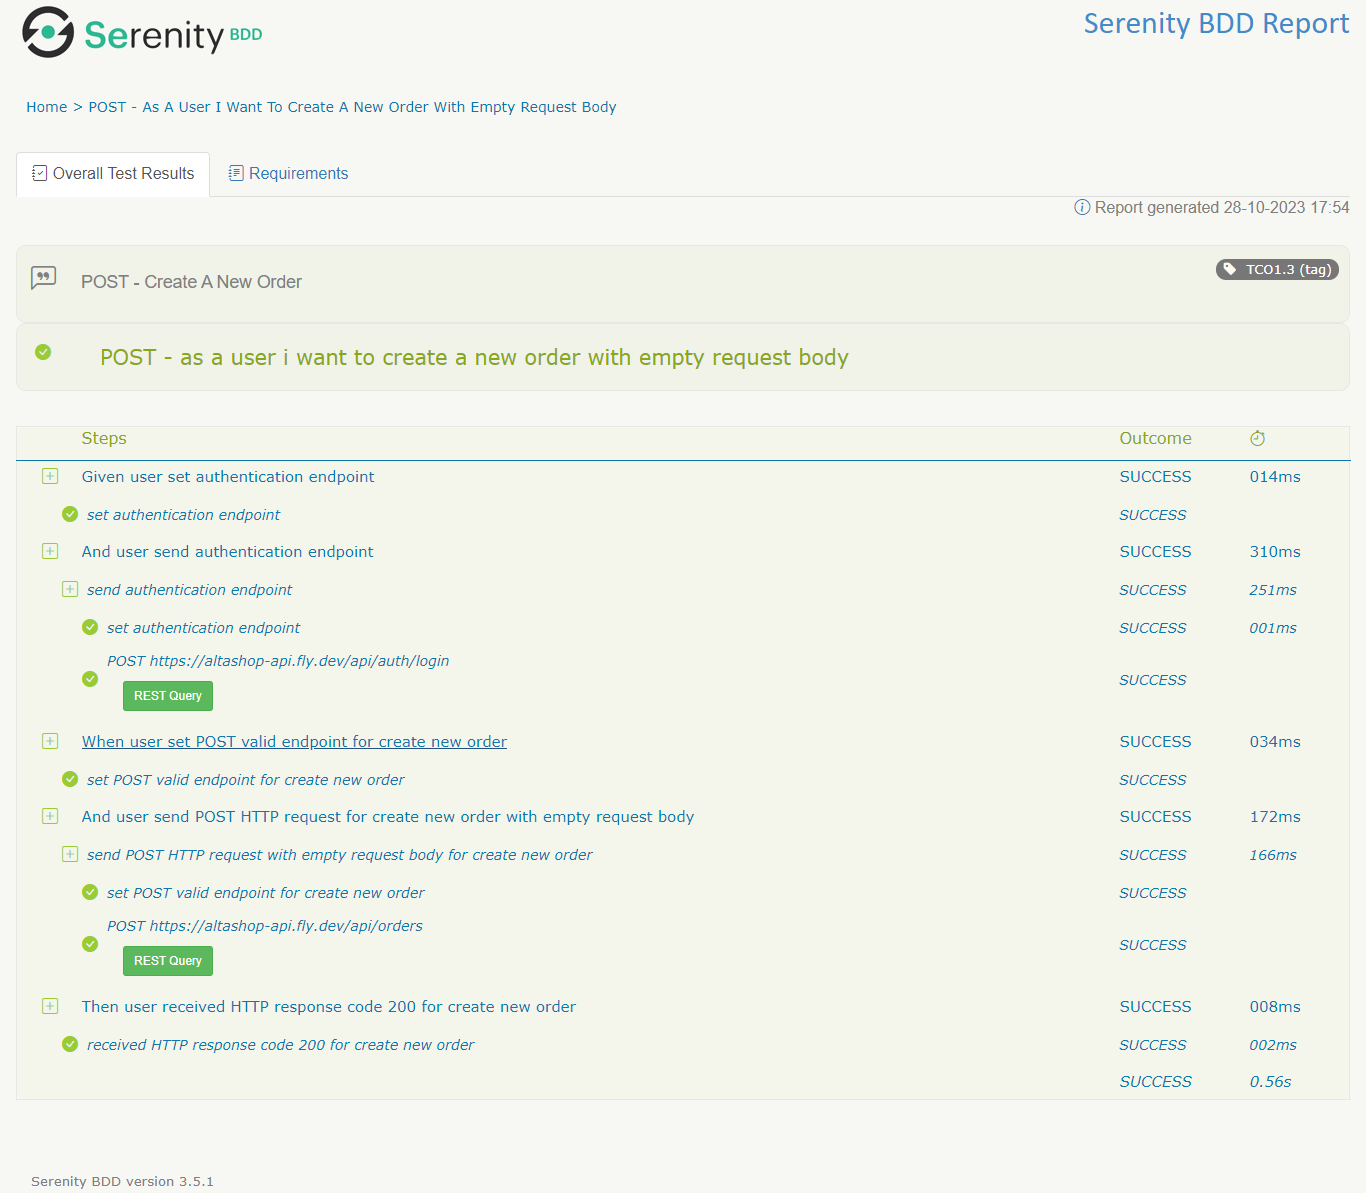 Serenity BDD
Serenity BDD Report
Home > POST - As A User I Want To Create A New Order With Empty Request Body
Overall Test Results
Requirements
Report generated 28-10-2023 17:54
POST - Create A New Order
TCO1.3 (tag)
POST - as a user i want to create a new order with empty request body
Steps Outcome
Given user set authentication endpoint SUCCESS 014ms
set authentication endpoint SUCCESS
And user send authentication endpoint SUCCESS 310ms
send authentication endpoint SUCCESS 251ms
set authentication endpoint SUCCESS 001ms
POST https://altashop-api.fly.dev/api/auth/login
SUCCESS
REST Query
When user set POST valid endpoint for create new order SUCCESS 034ms
set POST valid endpoint for create new order SUCCESS
And user send POST HTTP request for create new order with empty request body SUCCESS 172ms
send POST HTTP request with empty request body for create new order SUCCESS 166ms
set POST valid endpoint for create new order SUCCESS
POST https://altashop-api.fly.dev/api/orders
SUCCESS
REST Query
Then user received HTTP response code 200 for create new order SUCCESS 008ms
received HTTP response code 200 for create new order SUCCESS 002ms
SUCCESS 0.56s
Serenity BDD version 3.5.1